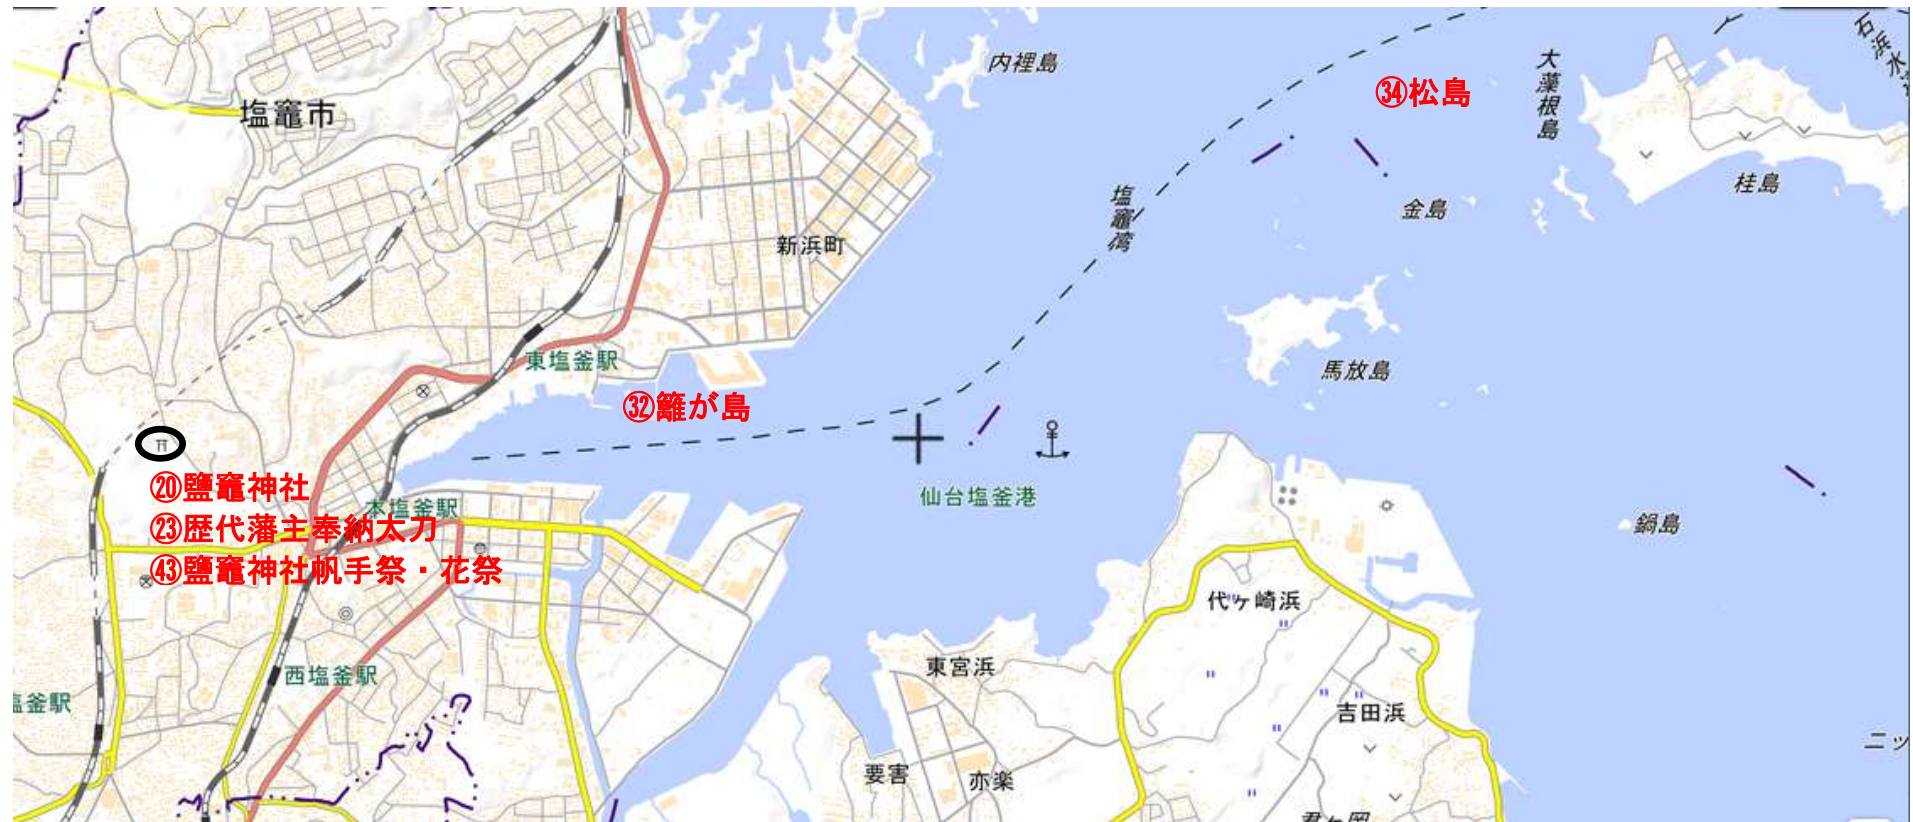 内裡島
大藻根島
石浜水
㉞松島
塩竈市
桂島
塩竈湾
金島
新浜町
東塩釜駅
馬放島
㉜籬が島
⑳鹽竈神社
本塩釜駅
仙台塩釜港
㉓歴代藩主奉納太刀
鍋島
㊸鹽竈神社帆手祭・花祭
代ヶ崎浜
東宮浜
西塩釜駅
塩釜駅
吉田浜
二ッ
要害
亦楽